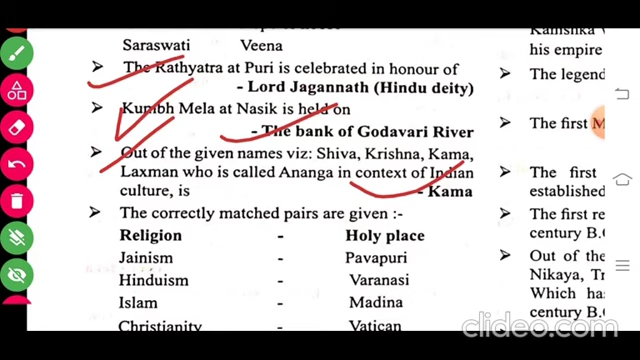 Saraswati Veena
The Rathyatra at Puri is celebrated in honour of
- Lord Jagannath (Hindu deity)
Kumbh Mela at Nasik is held on
- The bank of Godavari River
Out of the given names viz: Shiva, Krishna, Kama,
Laxman who is called Ananga in context of Indian
culture, is - Kama
The correctly matched pairs are given :-
Religion - Holy place
Jainism - Pavapuri
Hinduism - Varanasi
Islam - Madina
Christianity - Vatican
Kanishka
his empire
The legend
The first
The first
established
The first re
century B.C
Out of the
Nikaya, Tr
Which has
century B.
clideo.com